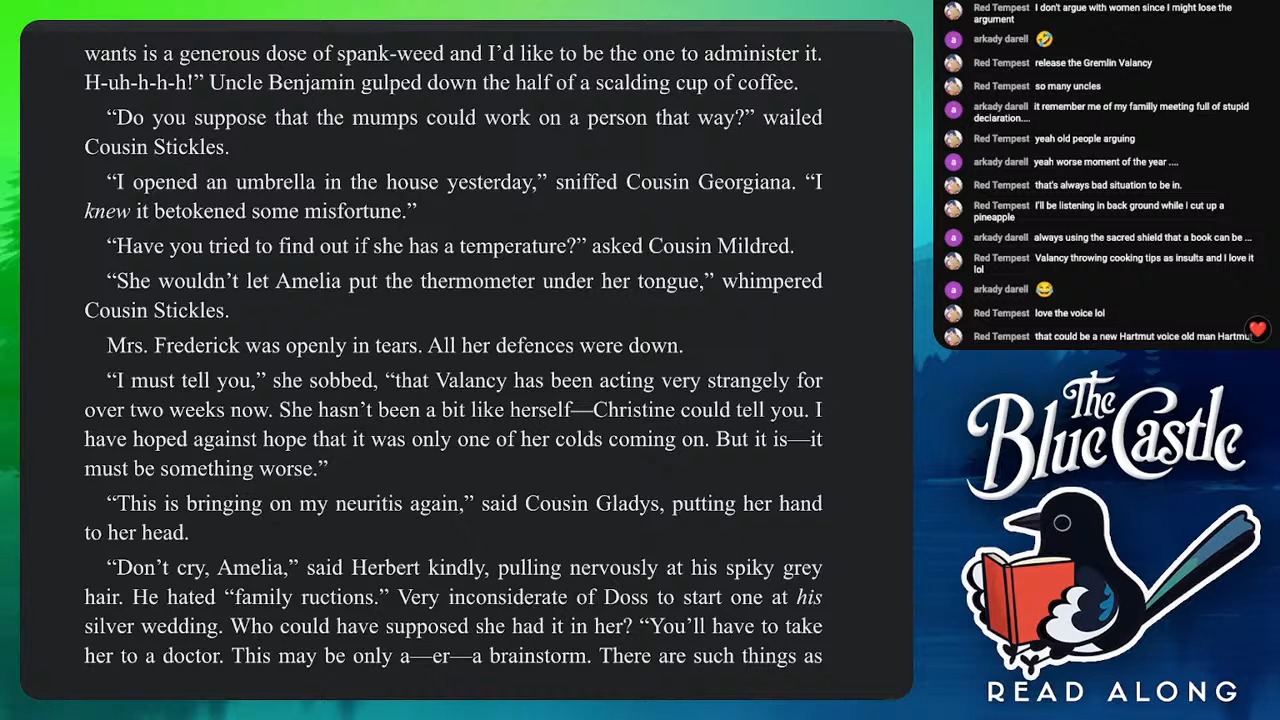 wants is a generous dose of spank-weed and I’d like to be the one to administer it.
H-uh-h-h-h!” Uncle Benjamin gulped down the half of a scalding cup of coffee.
“Do you suppose that the mumps could work on a person that way?” wailed
Cousin Stickles.
“I opened an umbrella in the house yesterday,” sniffed Cousin Georgiana. “I
knew it betokened some misfortune.”
“Have you tried to find out if she has a temperature?” asked Cousin Mildred.
“She wouldn’t let Amelia put the thermometer under her tongue,” whimpered
Cousin Stickles.
Mrs. Frederick was openly in tears. All her defences were down.
“I must tell you,” she sobbed, “that Valancy has been acting very strangely for
over two weeks now. She hasn’t been a bit like herself—Christine could tell you. I
have hoped against hope that it was only one of her colds coming on. But it is—it
must be something worse.”
“This is bringing on my neuritis again,” said Cousin Gladys, putting her hand
to her head.
“Don’t cry, Amelia,” said Herbert kindly, pulling nervously at his spiky grey
hair. He hated “family ructions.” Very inconsiderate of Doss to start one at his
silver wedding. Who could have supposed she had it in her? “You’ll have to take
her to a doctor. This may be only a—er—a brainstorm. There are such things as
Red Tempest I don't argue with women since I might lose the
argument
a arkady darell 🤣
Red Tempest release the Gremlin Valancy
Red Tempest so many uncles
a arkady darell it remember me of my familly meeting full of stupid
declaration....
Red Tempest yeah old people arguing
a arkady darell yeah worse moment of the year ....
Red Tempest that's always bad situation to be in.
Red Tempest I'll be listening in back ground while I cut up a
pineapple
a arkady darell always using the sacred shield that a book can be ...
Red Tempest Valancy throwing cooking tips as insults and I love it
lol
a arkady darell 😂
Red Tempest love the voice lol
Red Tempest that could be a new Hartmut voice old man Hartmu
The
Blue Castle
READ ALONG